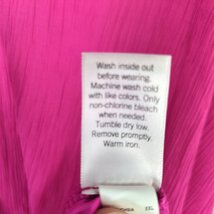 Wash inside out
before wearing.
Machine wash cold
with like colors. Only
non-chlorine bleach
when needed.
Tumble dry low.
Remove promptly.
Warm iron.